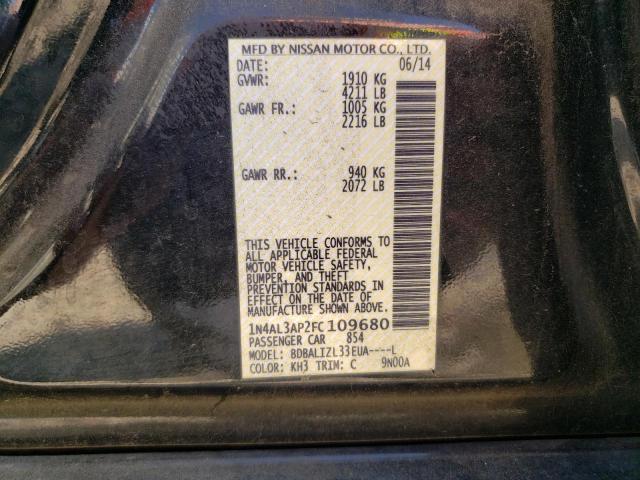 MFD BY NISSAN MOTOR CO., LTD.
DATE: 06/14
GVWR: 1910 KG
4211 LB
GAWR FR.: 1005 KG
2216 LB
GAWR RR.: 940 KG
2072 LB
THIS VEHICLE CONFORMS TO
ALL APPLICABLE FEDERAL
MOTOR VEHICLE SAFETY,
BUMPER, AND THEFT
PREVENTION STANDARDS IN
EFFECT ON THE DATE OF
MANUFACTURE SHOWN ABOVE.
1N4AL3AP2FC109680
PASSENGER CAR 854
MODEL: BDBALIZL33EUA----L
COLOR: KH3 TRIM: C 9N00A